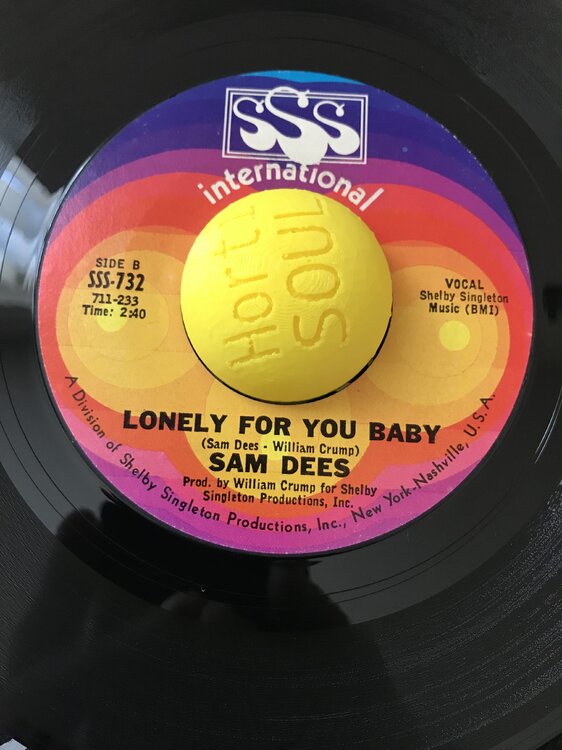 SSS
international
Horti
SOUL
SIDE B
SSS-732
711-233
Time: 2:40
VOCAL
Shelby Singleton
Music (BMI)
LONELY FOR YOU BABY
(Sam Dees - William Crump)
SAM DEES
Prod. by William Crump for Shelby
Singleton Productions, Inc.
A Division of Shelby Singleton Productions, Inc., New York-Nashville, U.S.A.